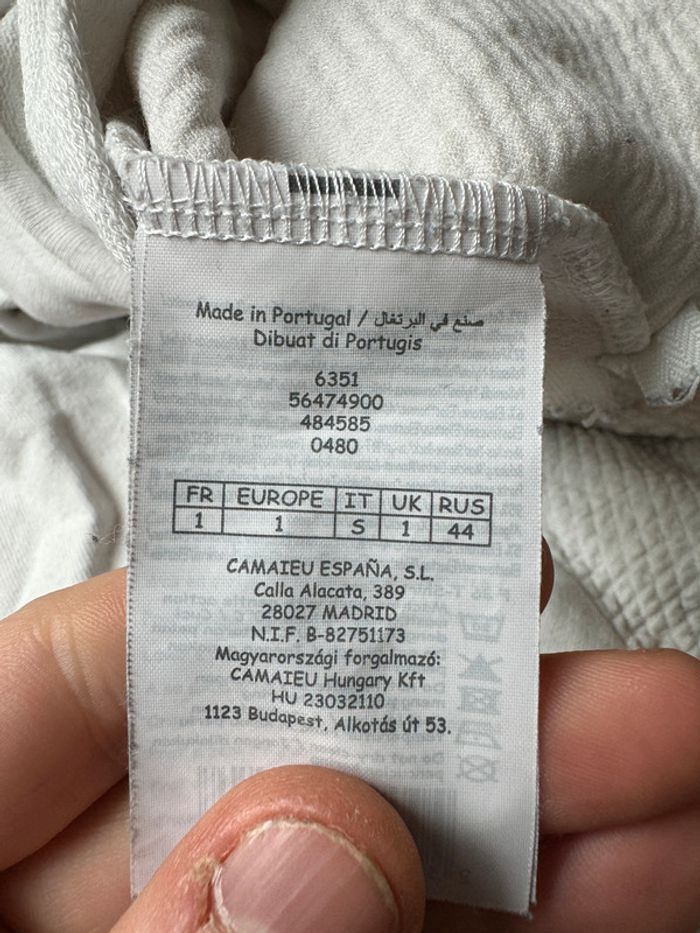 Made in Portugal / صنع في البرتغال
Dibuat di Portugis
6351
56474900
484585
0480
FR EUROPE IT UK RUS
1 1 S 1 44
CAMAIEU ESPAÑA, S.L.
Calla Alacata, 389
28027 MADRID
N.I.F. B-82751173
Magyarországi forgalmazó:
CAMAIEU Hungary Kft
HU 23032110
1123 Budapest, Alkotás út 53.